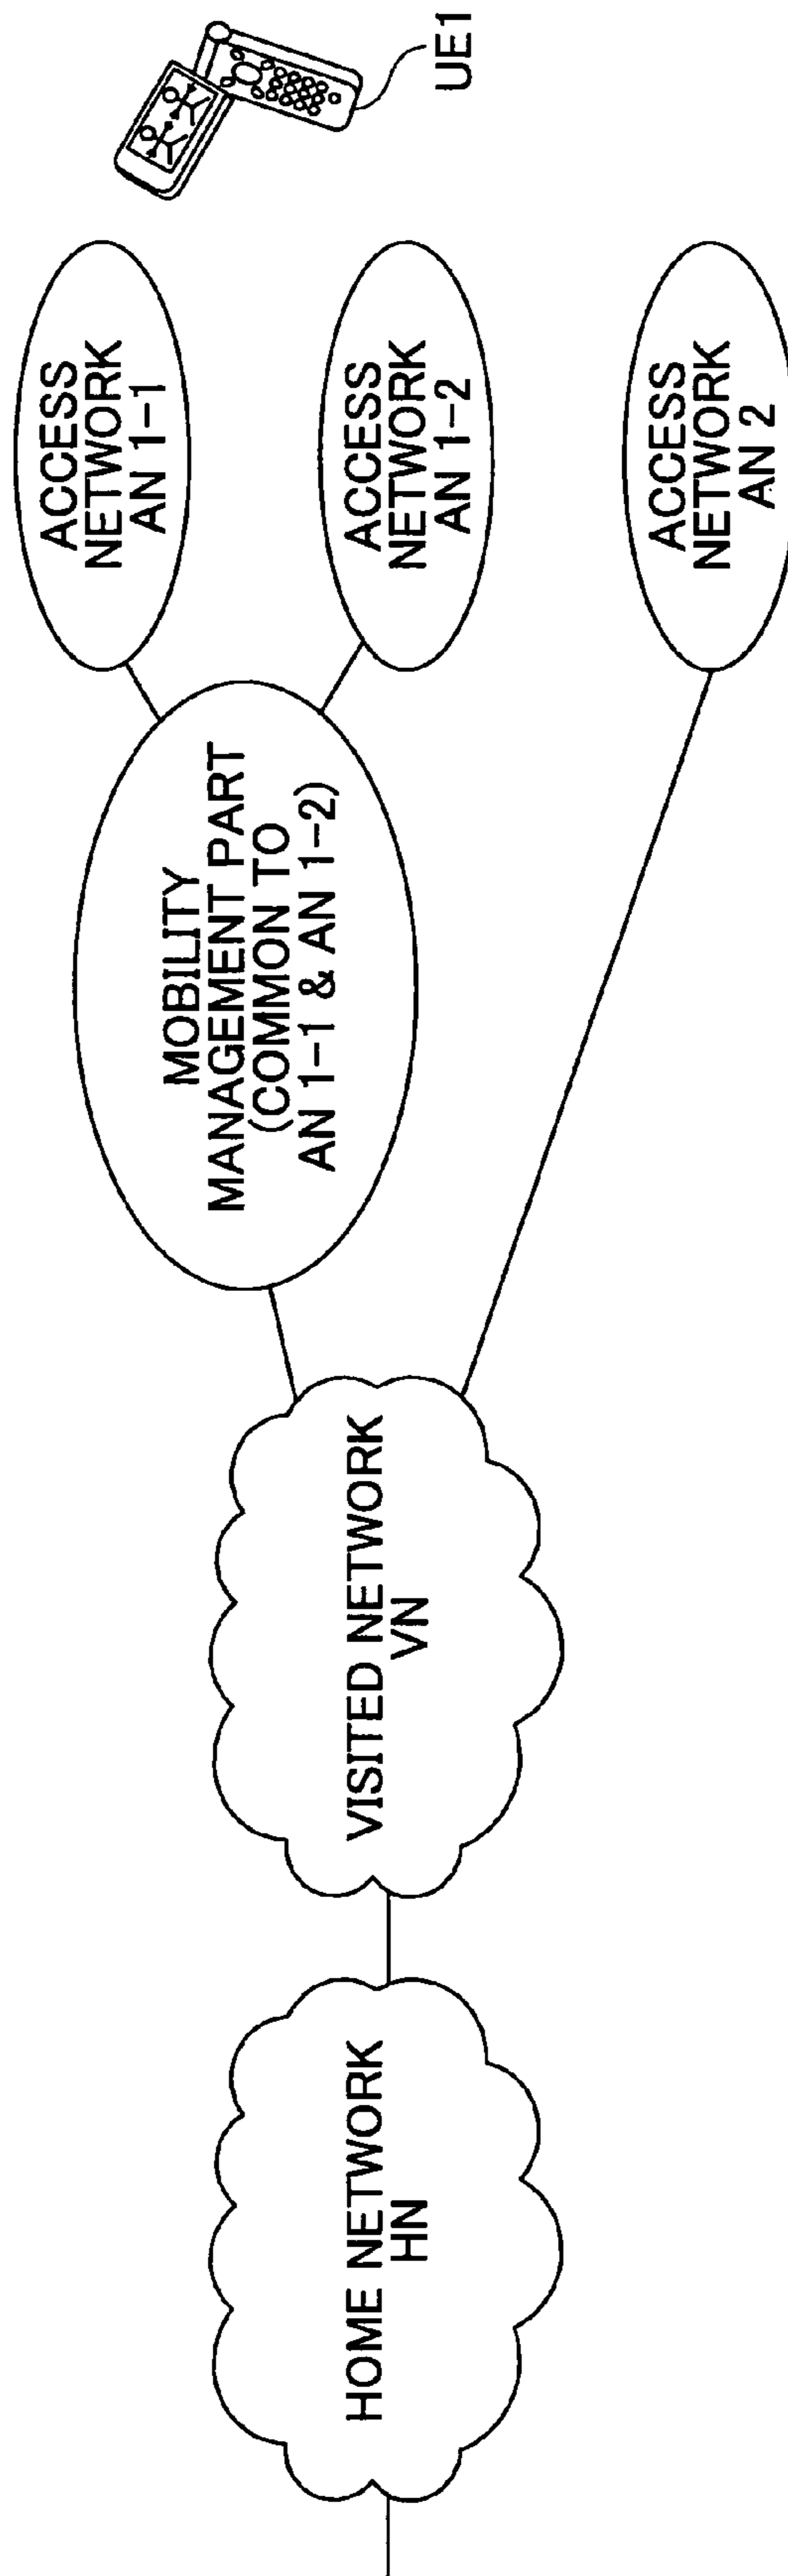 HOME NETWORK
HN
VISITED NETWORK
VN
MOBILITY
MANAGEMENT PART
(COMMON TO
AN 1-1 & AN 1-2)
ACCESS
NETWORK
AN 1-1
ACCESS
NETWORK
AN 1-2
ACCESS
NETWORK
AN 2
UE1